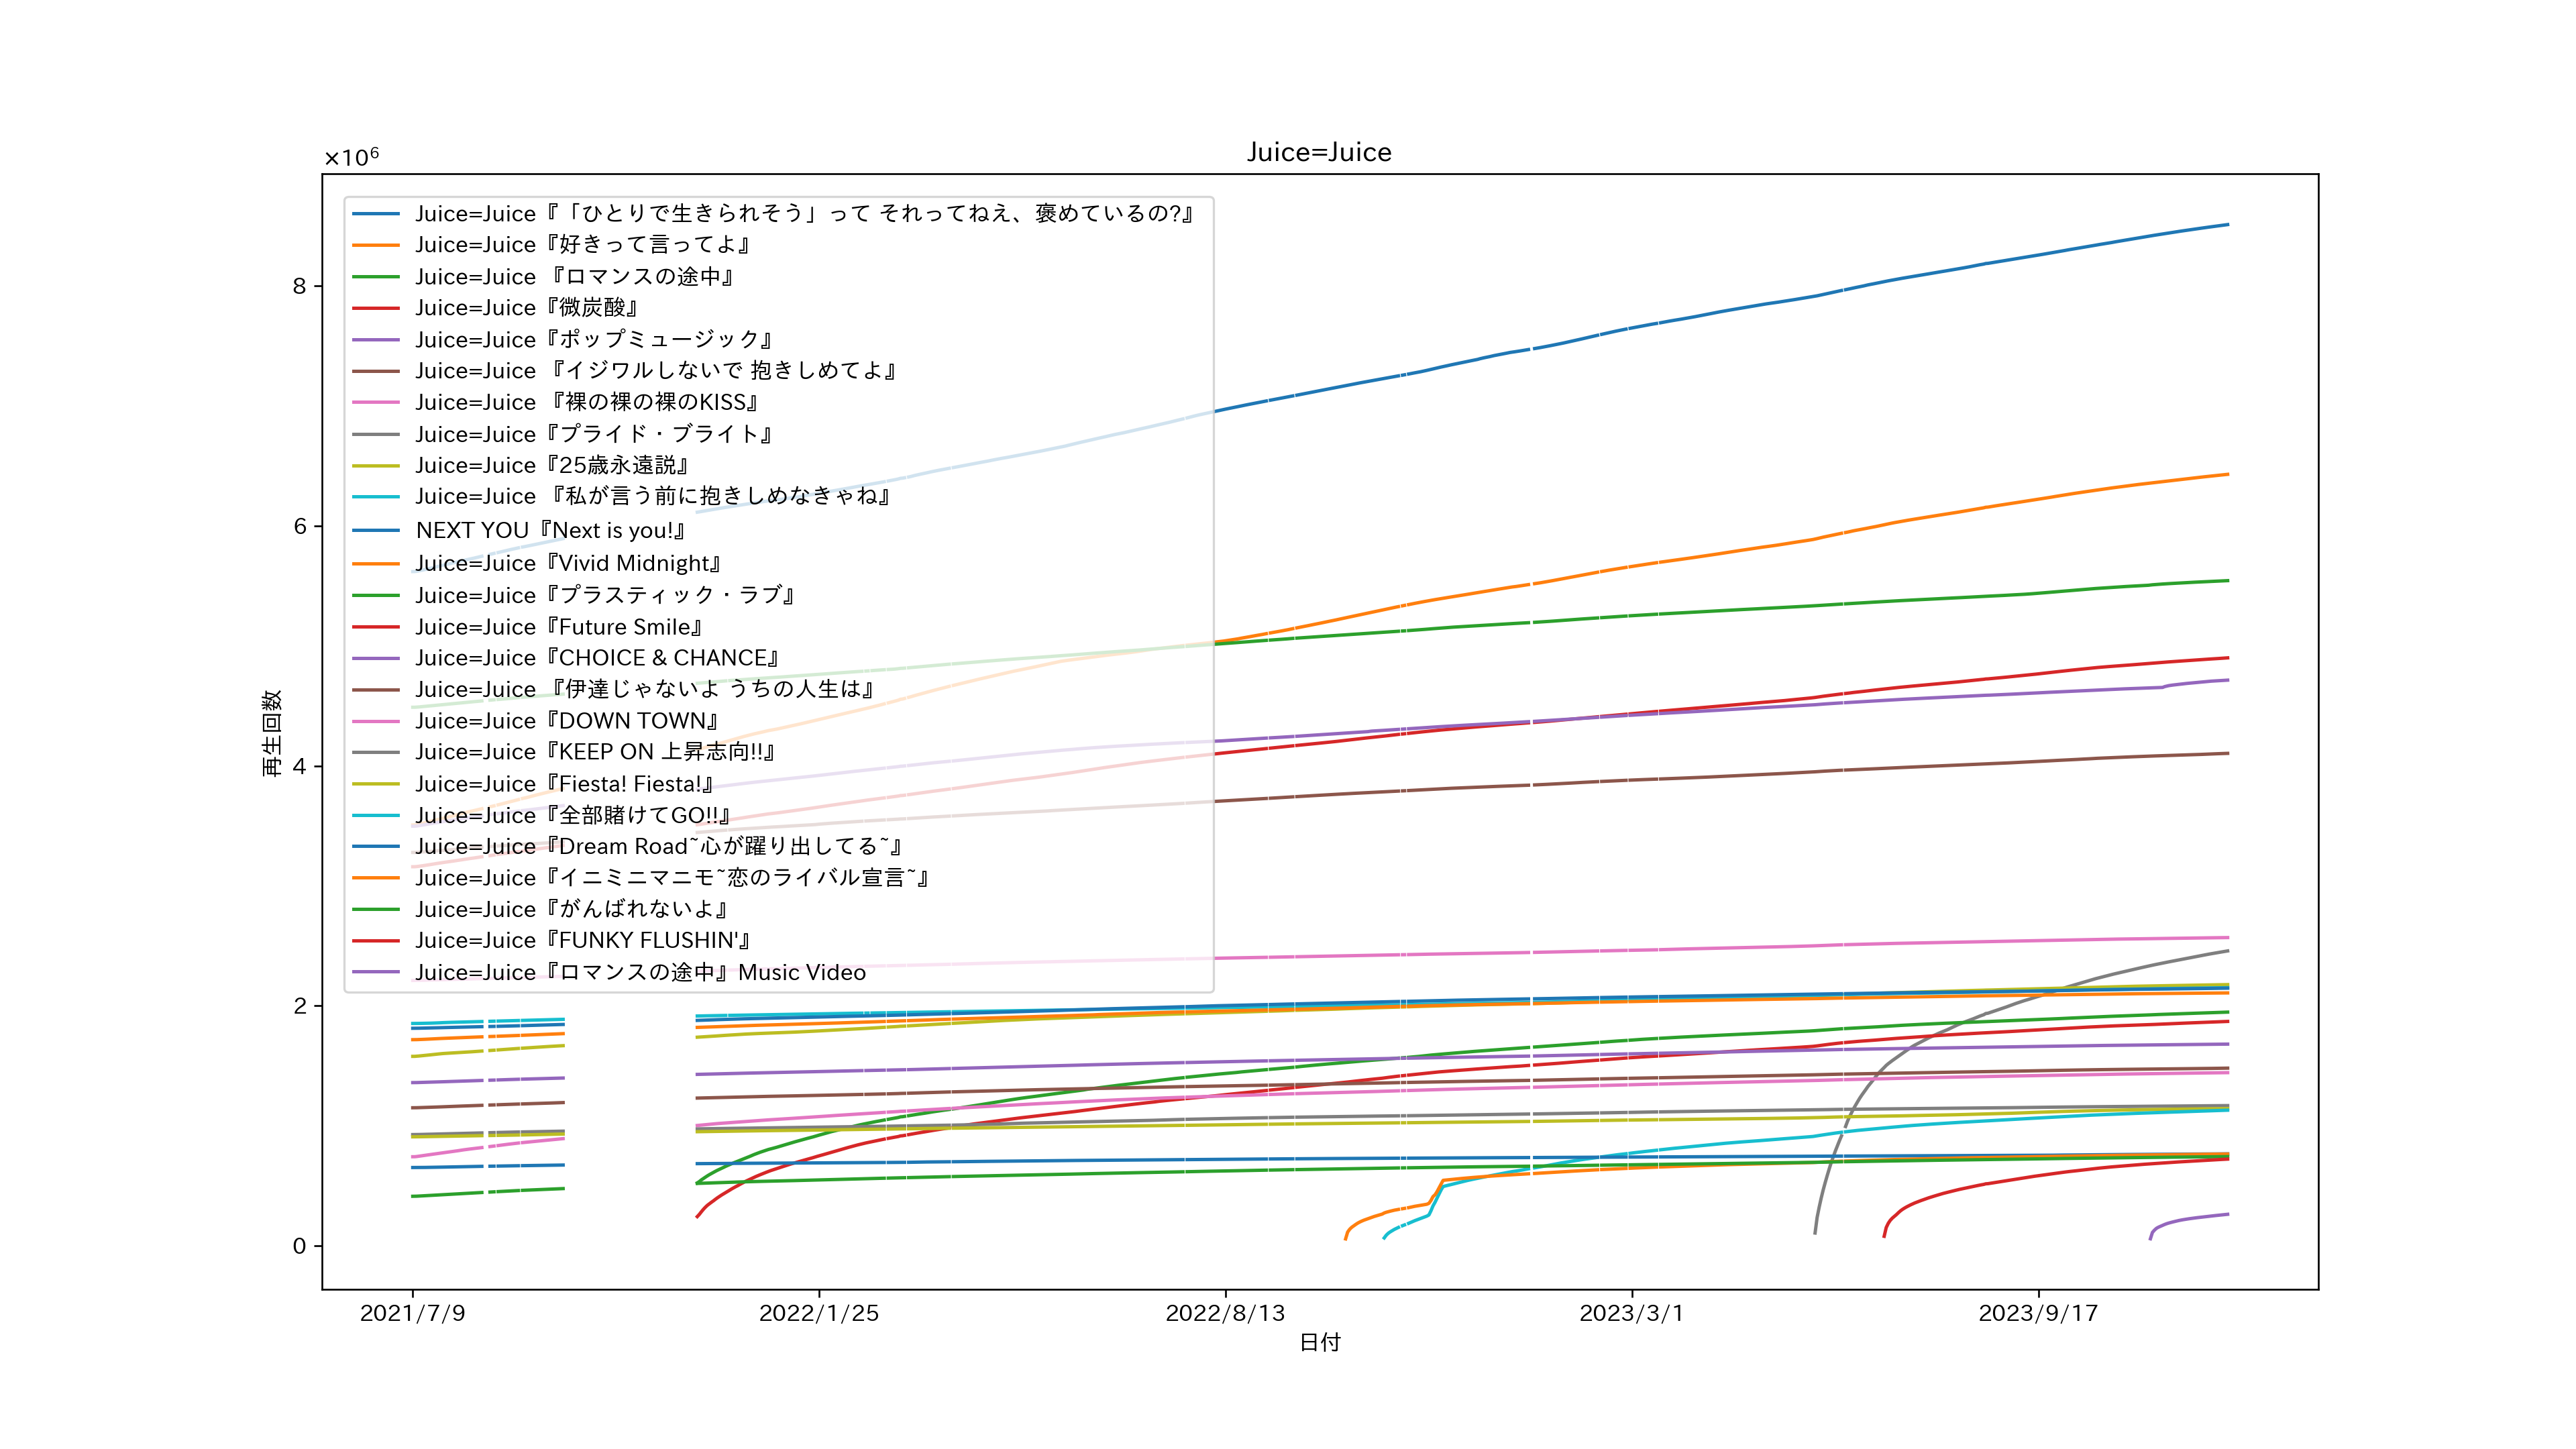 Juice=Juice
×10⁶
Juice=Juice『「ひとりで生きられそう」って それってねえ、褒めているの?』
Juice=Juice『好きって言ってよ』
Juice=Juice 『ロマンスの途中』
Juice=Juice『微炭酸』
Juice=Juice『ポップミュージック』
Juice=Juice 『イジワルしないで 抱きしめてよ』
Juice=Juice 『裸の裸の裸のKISS』
Juice=Juice『プライド・ブライト』
Juice=Juice『25歳永遠説』
Juice=Juice 『私が言う前に抱きしめなきゃね』
NEXT YOU『Next is you!』
Juice=Juice『Vivid Midnight』
Juice=Juice『プラスティック・ラブ』
Juice=Juice『Future Smile』
Juice=Juice『CHOICE & CHANCE』
Juice=Juice 『伊達じゃないよ うちの人生は』
Juice=Juice『DOWN TOWN』
Juice=Juice『KEEP ON 上昇志向!!』
Juice=Juice『Fiesta! Fiesta!』
Juice=Juice『全部賭けてGO!!』
Juice=Juice『Dream Road~心が躍り出してる~』
Juice=Juice『イニミニマニモ~恋のライバル宣言~』
Juice=Juice『がんばれないよ』
Juice=Juice『FUNKY FLUSHIN'』
Juice=Juice『ロマンスの途中』Music Video
8
6
4
2
0
再生回数
2021/7/9
2022/1/25
2022/8/13
2023/3/1
2023/9/17
日付